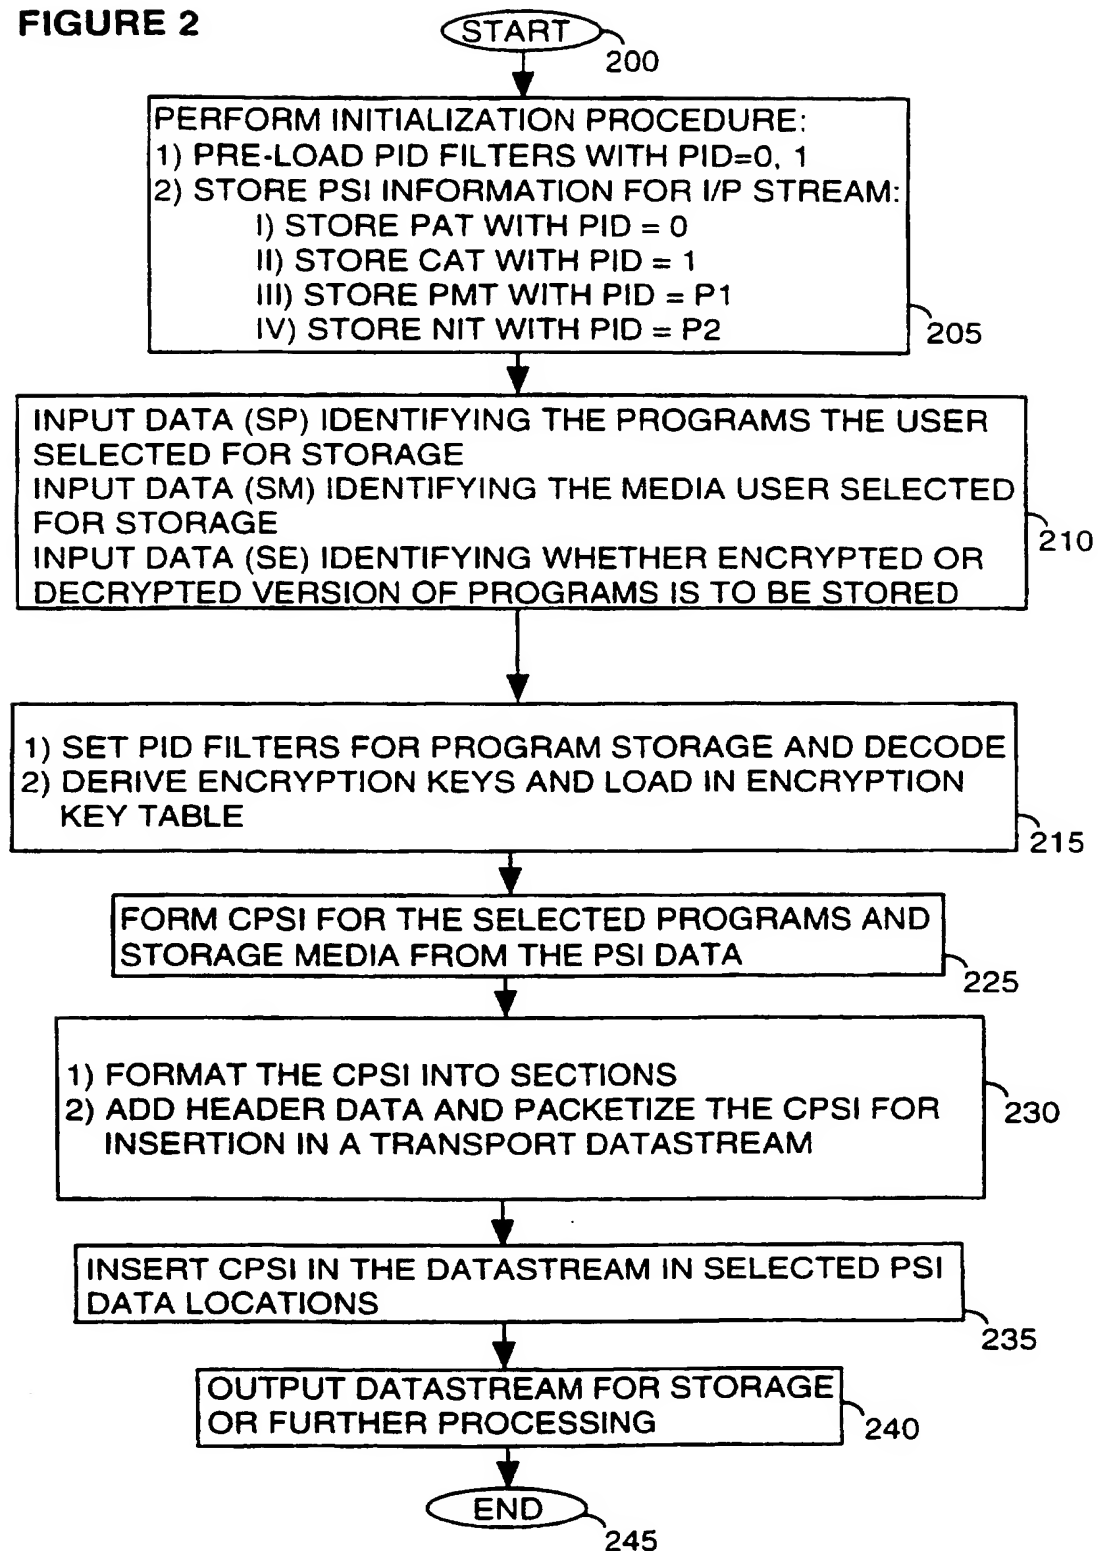 FIGURE 2
START
200
PERFORM INITIALIZATION PROCEDURE:
1) PRE-LOAD PID FILTERS WITH PID=0, 1
2) STORE PSI INFORMATION FOR I/P STREAM:
I) STORE PAT WITH PID = 0
II) STORE CAT WITH PID = 1
III) STORE PMT WITH PID = P1
IV) STORE NIT WITH PID = P2
205
INPUT DATA (SP) IDENTIFYING THE PROGRAMS THE USER
SELECTED FOR STORAGE
INPUT DATA (SM) IDENTIFYING THE MEDIA USER SELECTED
FOR STORAGE
INPUT DATA (SE) IDENTIFYING WHETHER ENCRYPTED OR
DECRYPTED VERSION OF PROGRAMS IS TO BE STORED
210
1) SET PID FILTERS FOR PROGRAM STORAGE AND DECODE
2) DERIVE ENCRYPTION KEYS AND LOAD IN ENCRYPTION
KEY TABLE
215
FORM CPSI FOR THE SELECTED PROGRAMS AND
STORAGE MEDIA FROM THE PSI DATA
225
1) FORMAT THE CPSI INTO SECTIONS
2) ADD HEADER DATA AND PACKETIZE THE CPSI FOR
INSERTION IN A TRANSPORT DATASTREAM
230
INSERT CPSI IN THE DATASTREAM IN SELECTED PSI
DATA LOCATIONS
235
OUTPUT DATASTREAM FOR STORAGE
OR FURTHER PROCESSING
240
END
245